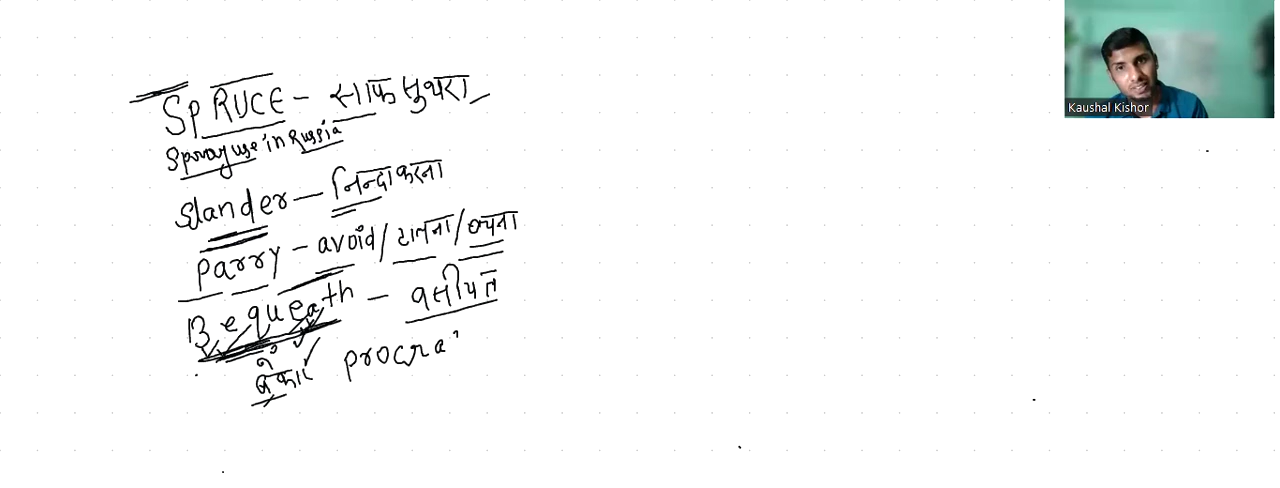 SpRUCE - साफ सुथरा
Spray use in Russia
Slander - निन्दा करना
Parry - avoid / टालना / बचना
Bequeath - वसीयत
procra
Kaushal Kishor